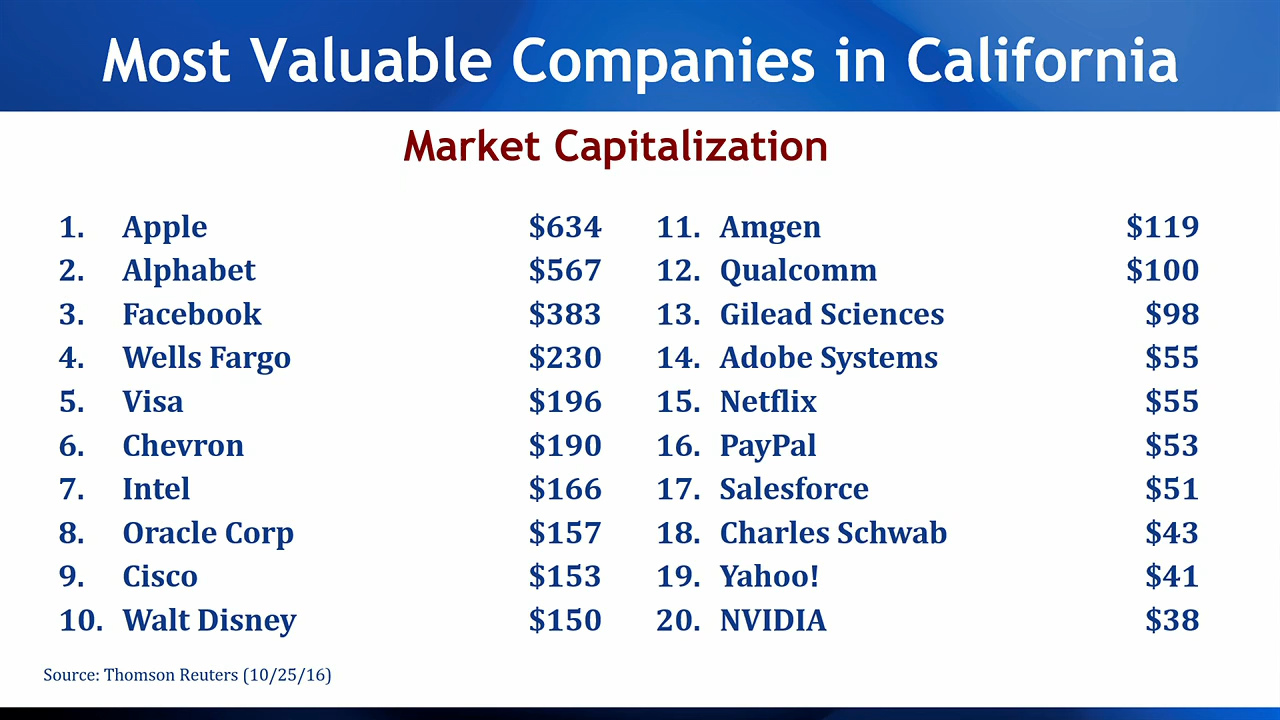 Most Valuable Companies in California
Market Capitalization
1. Apple $634
2. Alphabet $567
3. Facebook $383
4. Wells Fargo $230
5. Visa $196
6. Chevron $190
7. Intel $166
8. Oracle Corp $157
9. Cisco $153
10. Walt Disney $150
11. Amgen $119
12. Qualcomm $100
13. Gilead Sciences $98
14. Adobe Systems $55
15. Netflix $55
16. PayPal $53
17. Salesforce $51
18. Charles Schwab $43
19. Yahoo! $41
20. NVIDIA $38
Source: Thomson Reuters (10/25/16)